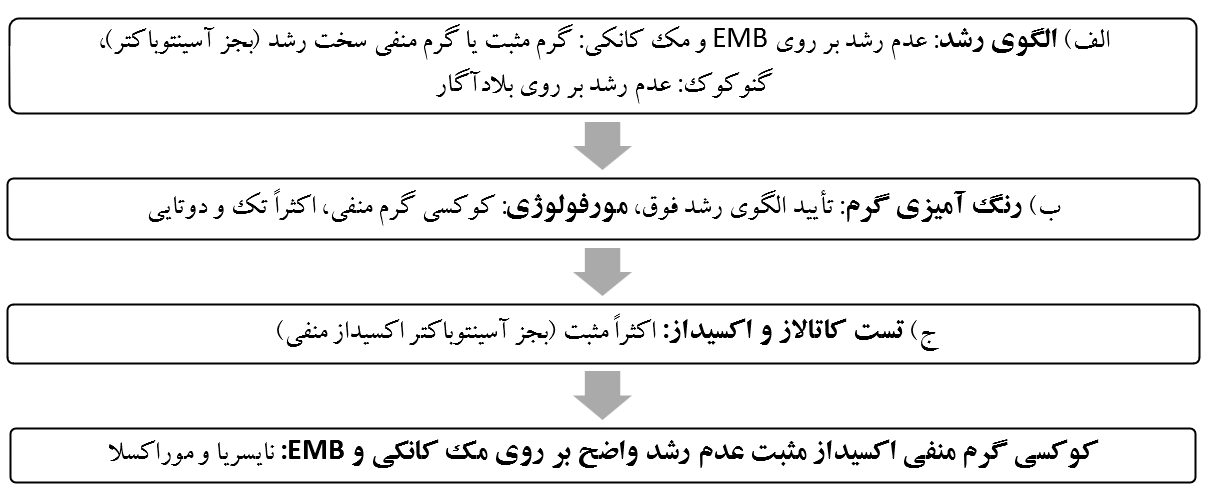 الف) الگوی رشد: عدم رشد بر روی EMB و مک کانکی: گرم مثبت یا گرم منفی سخت رشد (بجز آسینتوباکتر)،
گنوکوک: عدم رشد بر روی بلادآگار
ب) رنگ آمیزی گرم: تأیید الگوی رشد فوق، مورفولوژی: کوکسی گرم منفی، اکثراً تک و دوتایی
ج) تست کاتالاز و اکسیداز: اکثراً مثبت (بجز آسینتوباکتر اکسیداز منفی)
کوکسی گرم منفی اکسیداز مثبت عدم رشد واضح بر روی مک کانکی و EMB: نایسریا و موراکسلا